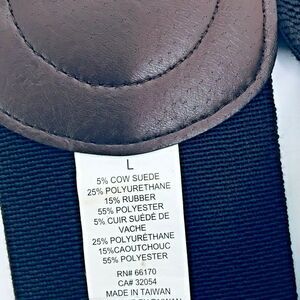 L
5% COW SUEDE
25% POLYURETHANE
15% RUBBER
55% POLYESTER
5% CUIR SUÉDÉ DE
VACHE
25% POLYURÉTHANE
15%CAOUTCHOUC
55% POLYESTER
RN# 66170
CA# 32054
MADE IN TAIWAN